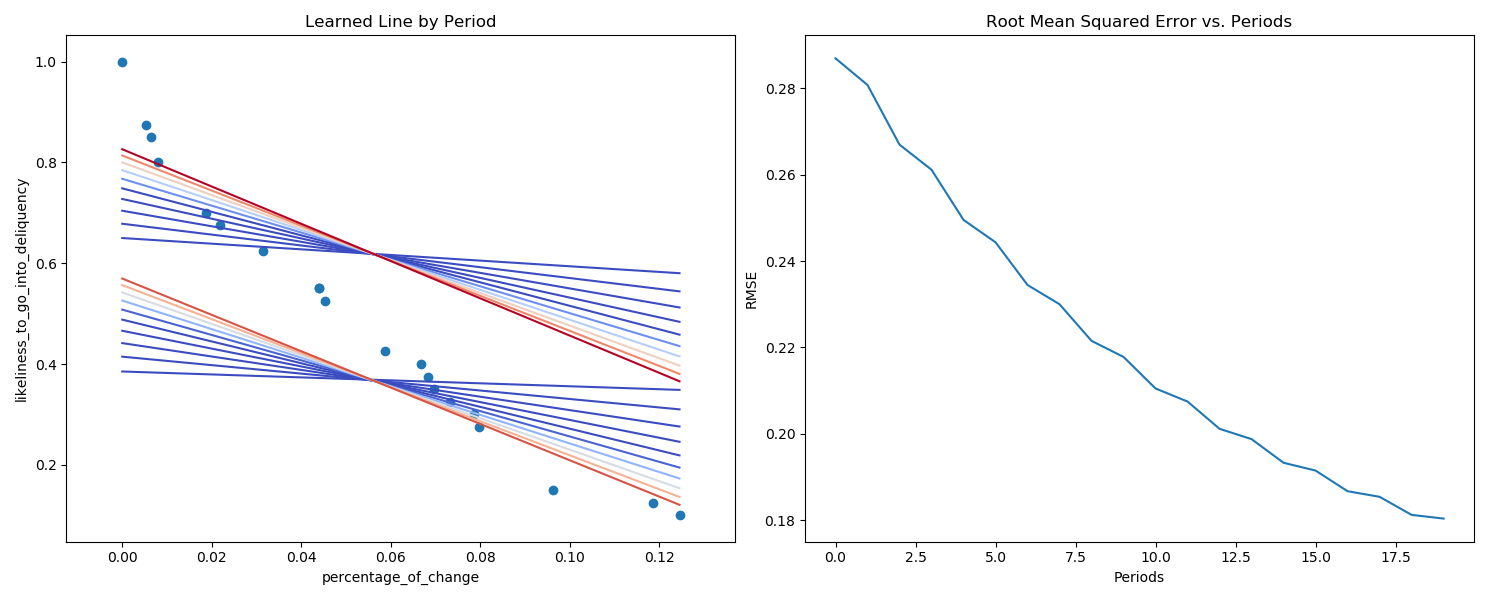 Learned Line by Period
1.0
0.8
0.6
0.4
0.2
likeliness_to_go_into_deliquency
0.00 0.02 0.04 0.06 0.08 0.10 0.12
percentage_of_change
Root Mean Squared Error vs. Periods
0.28
0.26
0.24
0.22
0.20
0.18
RMSE
0.0 2.5 5.0 7.5 10.0 12.5 15.0 17.5
Periods